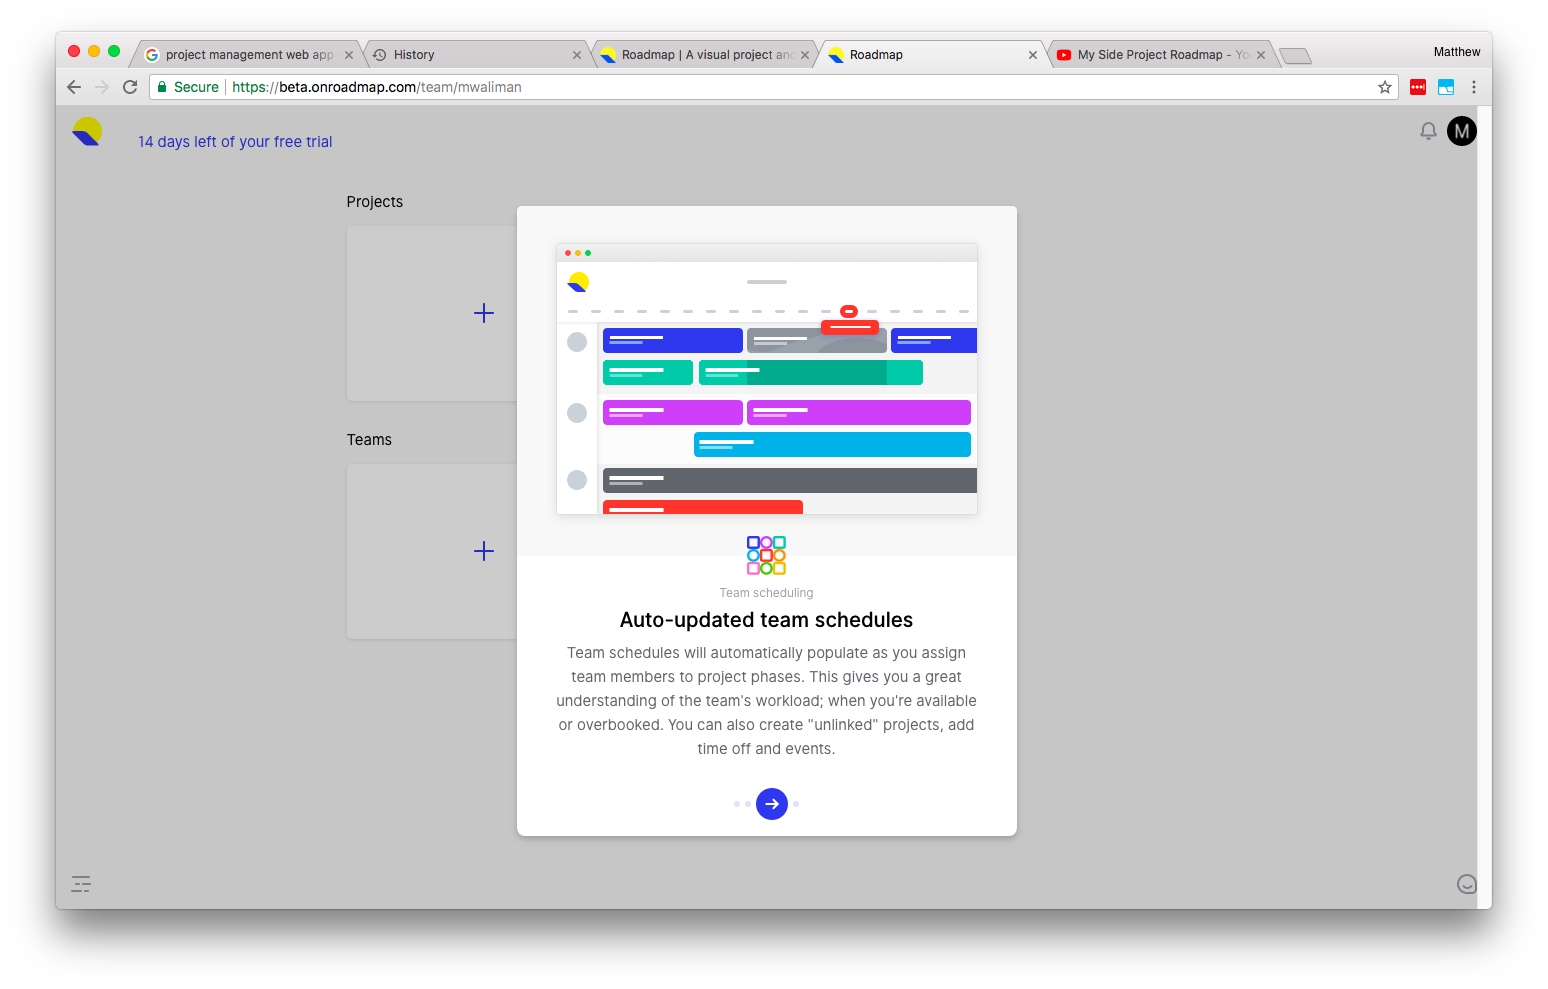 project management web app
History
Roadmap | A visual project and
Roadmap
My Side Project Roadmap - Yo
Matthew
Secure
https://beta.onroadmap.com/team/mwaliman
14 days left of your free trial
M
Projects
Teams
Team scheduling
Auto-updated team schedules
Team schedules will automatically populate as you assign
team members to project phases. This gives you a great
understanding of the team's workload; when you're available
or overbooked. You can also create "unlinked" projects, add
time off and events.